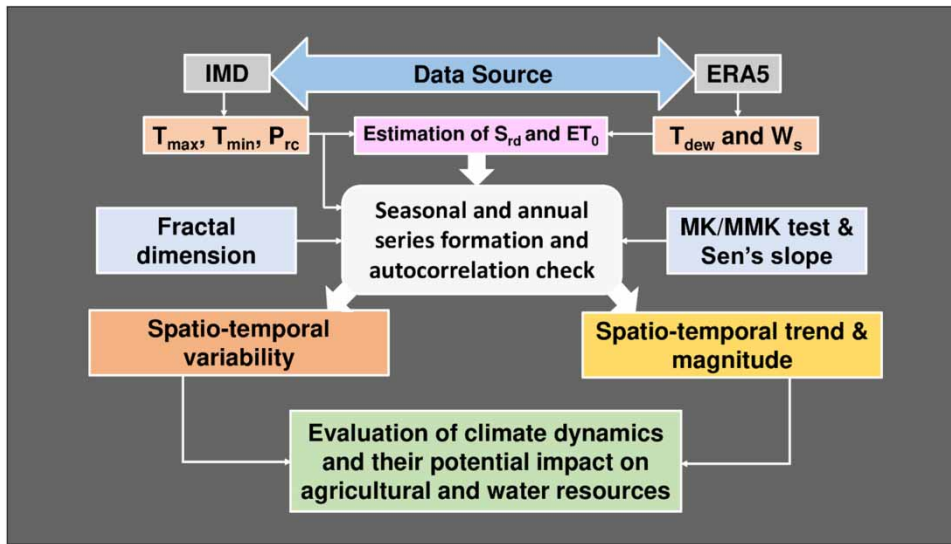 IMD
Data Source
ERA5
Tmax, Tmin, Prc
Estimation of Srd and ET0
Tdew and Ws
Fractal
dimension
Seasonal and annual
series formation and
autocorrelation check
MK/MMK test &
Sen's slope
Spatio-temporal
variability
Spatio-temporal trend &
magnitude
Evaluation of climate dynamics
and their potential impact on
agricultural and water resources